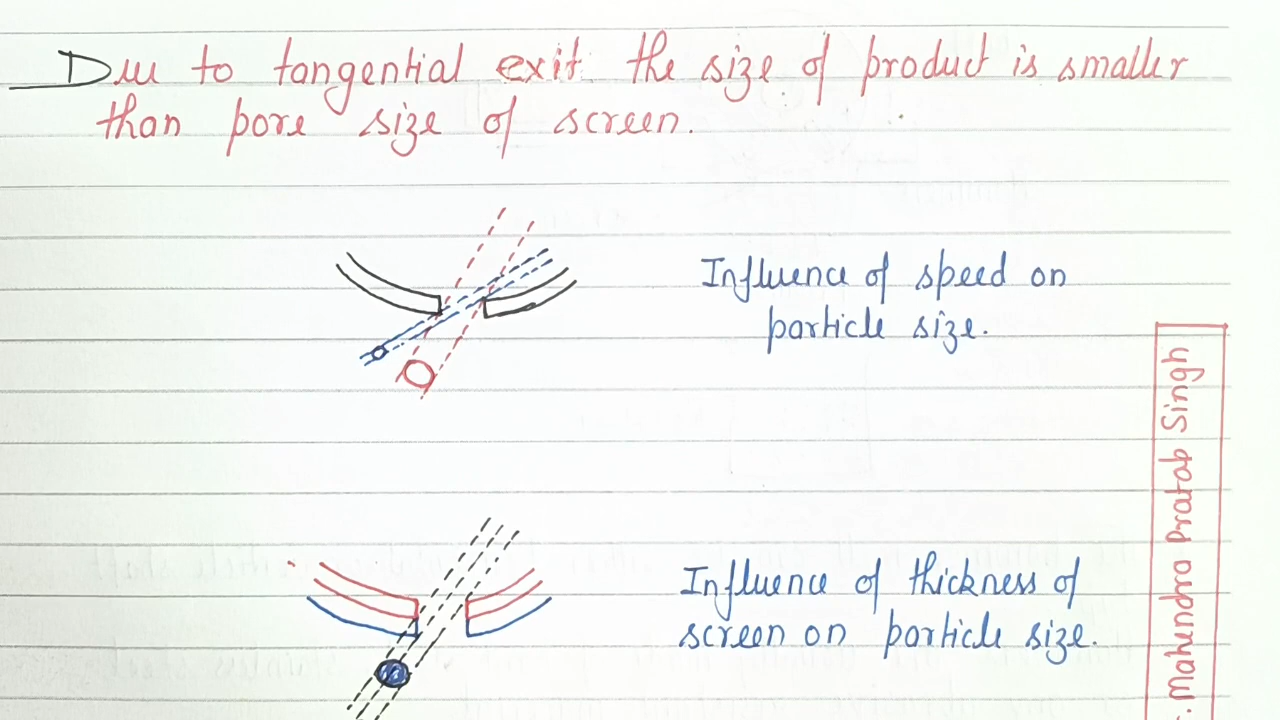 Due to tangential exit the size of product is smaller
than pore size of screen.
Influence of speed on
particle size.
Influence of thickness of
screen on particle size.
Mahendra Pratap Singh